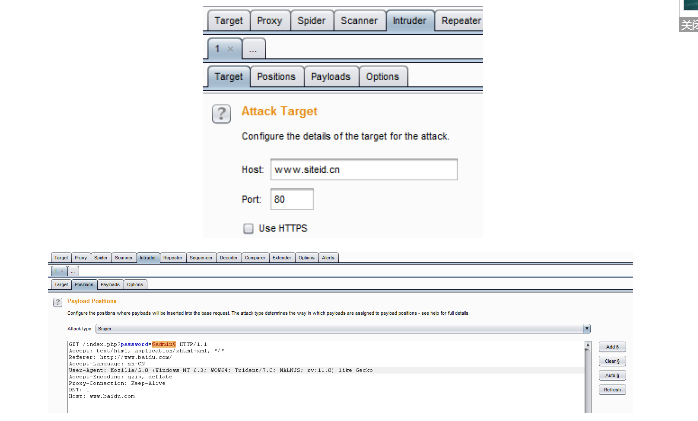 Target Proxy Spider Scanner Intruder Repeater
1 × ...
Target Positions Payloads Options
? Attack Target
Configure the details of the target for the attack.
Host: www.siteid.cn
Port: 80
Use HTTPS
Target Proxy Spider Scanner Intruder Repeater Sequencer Decoder Comparer Extender Options Alerts
...
Target Positions Payloads Options
? Payload Positions
Configure the positions where payloads will be inserted into the base request. The attack type determines the way in which payloads are assigned to payload positions - see help for full details.
Attack type: Sniper
GET /index.php?password=§admin§ HTTP/1.1
Add §
Accept: text/html, application/xhtml+xml, */*
Referer: http://www.baidu.com/
Clear §
Accept-Language: zh-CN
User-Agent: Mozilla/5.0 (Windows NT 6.3; WOW64; Trident/7.0; rv:11.0) like Gecko
Auto §
Accept-Encoding: gzip, deflate
Proxy-Connection: Keep-Alive
Refresh
DNT:
Host: www.baidu.com